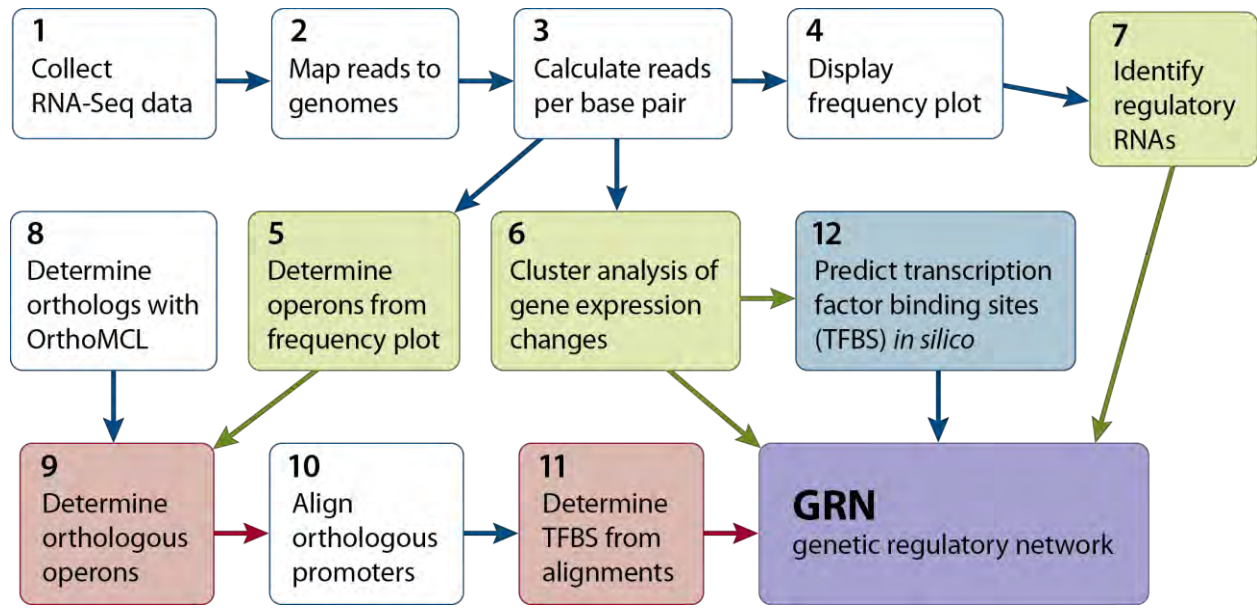 1
Collect
RNA-Seq data
2
Map reads to
genomes
3
Calculate reads
per base pair
4
Display
frequency plot
7
Identify
regulatory
RNAs
8
Determine
orthologs with
OrthoMCL
5
Determine
operons from
frequency plot
6
Cluster analysis of
gene expression
changes
12
Predict transcription
factor binding sites
(TFBS) in silico
9
Determine
orthologous
operons
10
Align
orthologous
promoters
11
Determine
TFBS from
alignments
GRN
genetic regulatory network